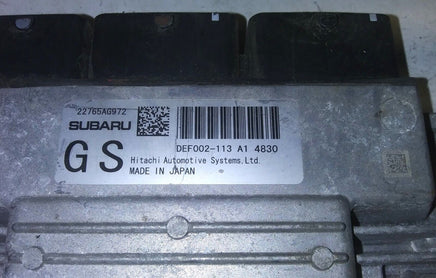 22765AG972
SUBARU
DEF002-113 A1 4830
GS
Hitachi Automotive Systems,Ltd.
MADE IN JAPAN